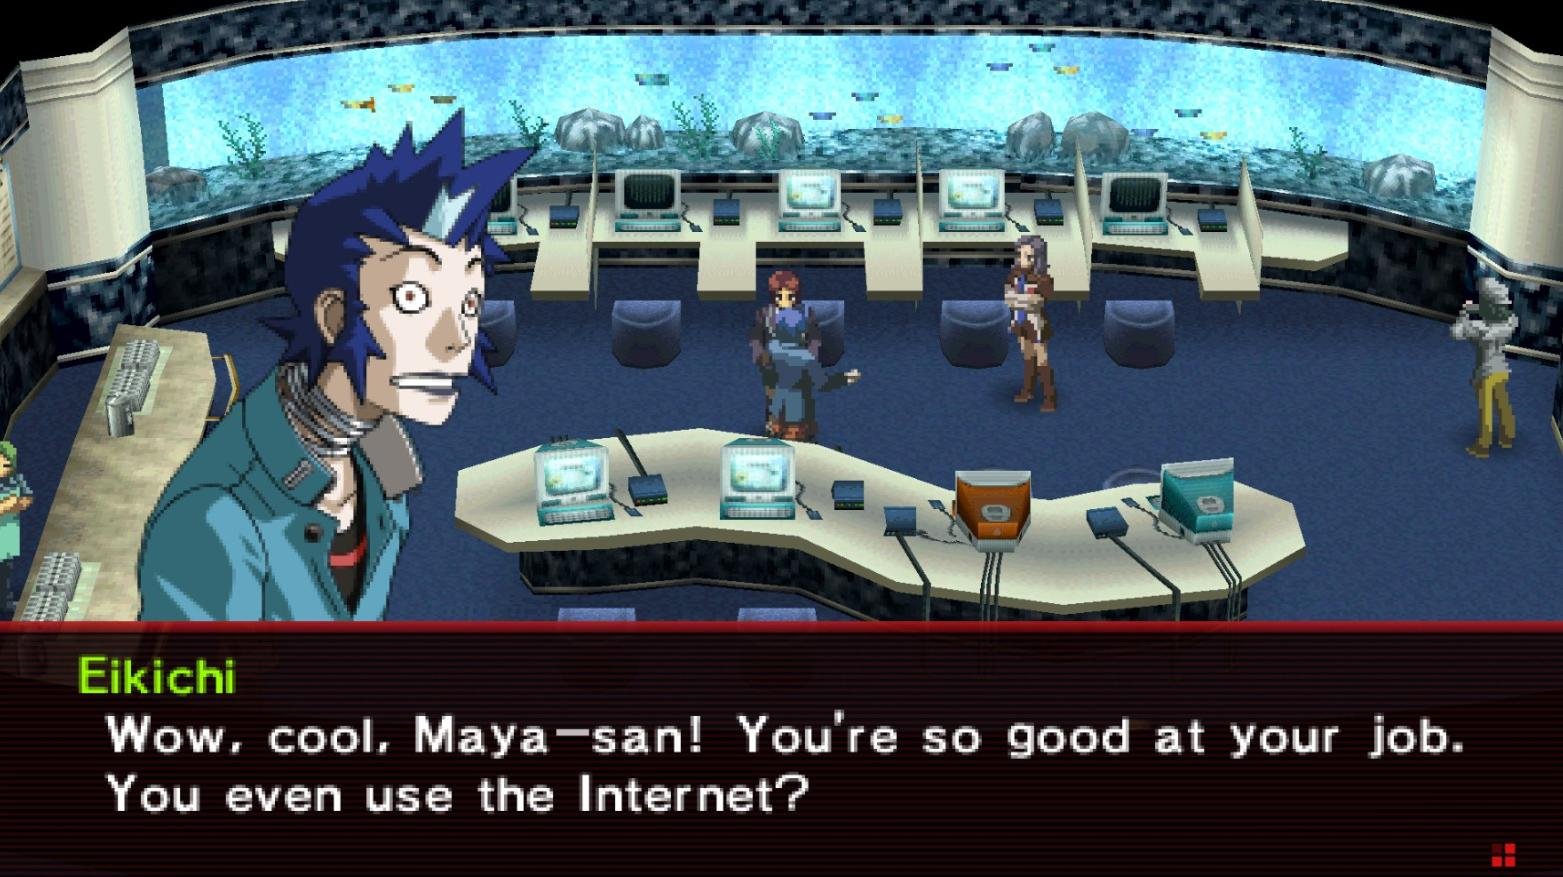 Eikichi
Wow, cool, Maya-san! You're so good at your job.
You even use the Internet?